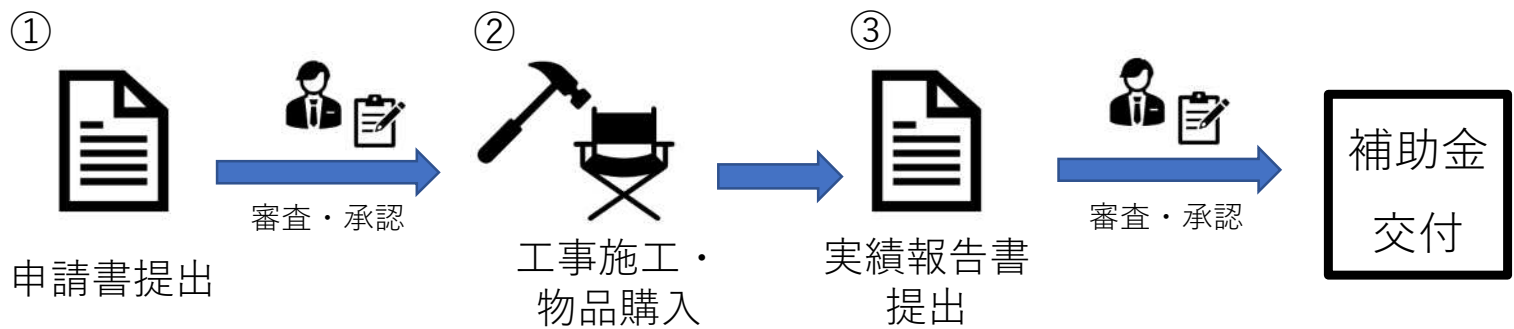 ①
申請書提出
審査・承認
②
工事施工・
物品購入
③
実績報告書
提出
審査・承認
補助金
交付